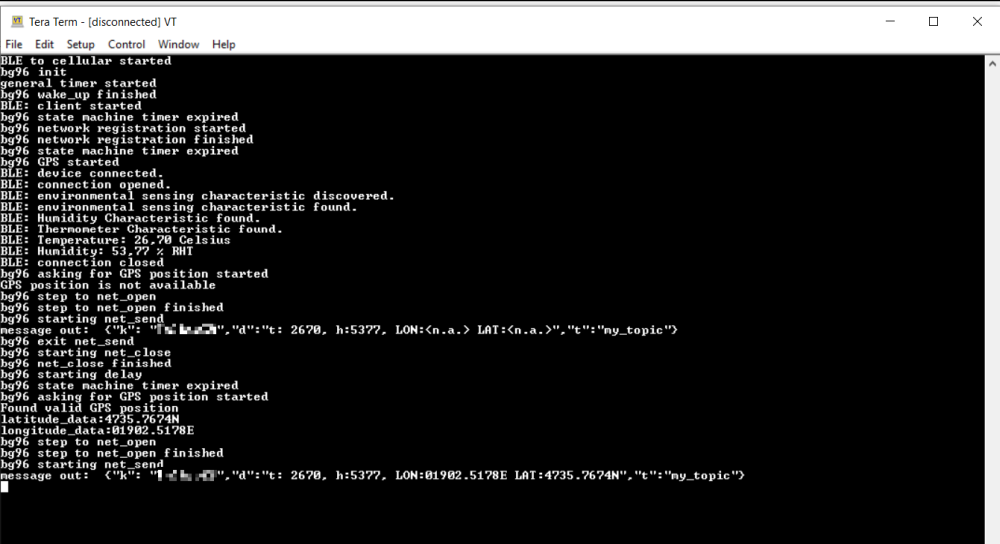 Tera Term - [disconnected] VT
File Edit Setup Control Window Help
BLE to cellular started
bg96 init
general timer started
bg96 wake_up finished
BLE: client started
bg96 state machine timer expired
bg96 network registration started
bg96 network registration finished
bg96 state machine timer expired
bg96 GPS started
BLE: device connected.
BLE: connection opened.
BLE: environmental sensing characteristic discovered.
BLE: environmental sensing characteristic found.
BLE: Humidity Characteristic found.
BLE: Thermometer Characteristic found.
BLE: Temperature: 26,70 Celsius
BLE: Humidity: 53,77 % RHT
BLE: connection closed
bg96 asking for GPS position started
GPS position is not available
bg96 step to net_open
bg96 step to net_open finished
bg96 starting net_send
message out: {"k": "","d":"t: 2670, h:5377, LON:<n.a.> LAT:<n.a.>","t":"my_topic"}
bg96 exit net_send
bg96 starting net_close
bg96 net_close finished
bg96 starting delay
bg96 state machine timer expired
bg96 asking for GPS position started
Found valid GPS position
latitude_data:4735.7674N
longitude_data:01902.5178E
bg96 step to net_open
bg96 step to net_open finished
bg96 starting net_send
message out: {"k": "","d":"t: 2670, h:5377, LON:01902.5178E LAT:4735.7674N","t":"my_topic"}